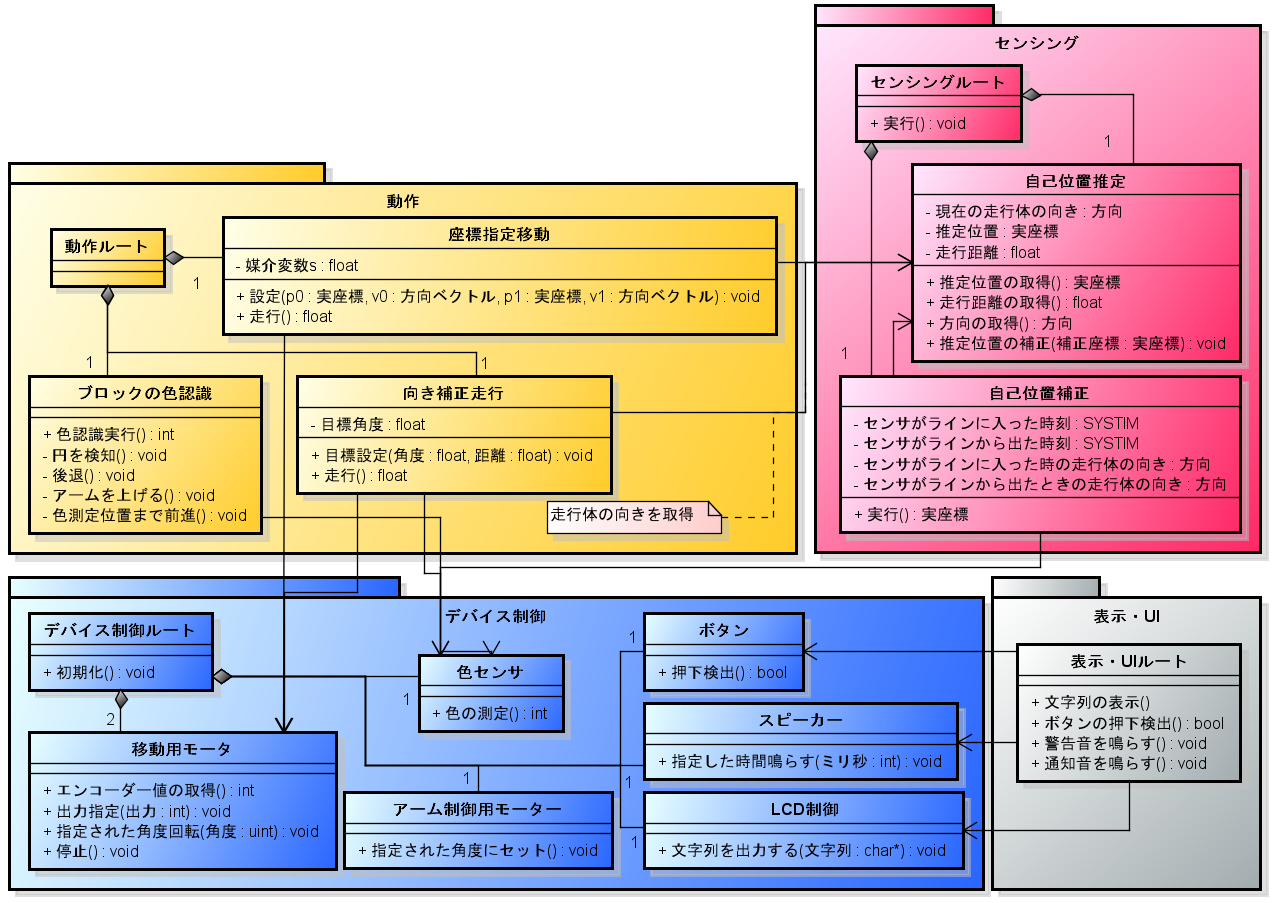 センシング
センシングルート
+ 実行() : void
1
自己位置推定
- 現在の走行体の向き : 方向
- 推定位置 : 実座標
- 走行距離 : float
+ 推定位置の取得() : 実座標
+ 走行距離の取得() : float
+ 方向の取得() : 方向
+ 推定位置の補正(補正座標 : 実座標) : void
1
自己位置補正
- センサがラインに入った時刻 : SYSTIM
- センサがラインから出た時刻 : SYSTIM
- センサがラインに入った時の走行体の向き : 方向
- センサがラインから出たときの走行体の向き : 方向
+ 実行() : 実座標
動作
動作ルート
1
座標指定移動
- 媒介変数s : float
+ 設定(p0 : 実座標, v0 : 方向ベクトル, p1 : 実座標, v1 : 方向ベクトル) : void
+ 走行() : float
1
1
ブロックの色認識
+ 色認識実行() : int
- 円を検知() : void
- 後退() : void
- アームを上げる() : void
- 色測定位置まで前進() : void
向き補正走行
- 目標角度 : float
+ 目標設定(角度 : float, 距離 : float) : void
+ 走行() : float
走行体の向きを取得
デバイス制御
デバイス制御ルート
+ 初期化() : void
2
移動用モータ
+ エンコーダー値の取得() : int
+ 出力指定(出力 : int) : void
+ 指定された角度回転(角度 : uint) : void
+ 停止() : void
1
色センサ
+ 色の測定() : int
1
アーム制御用モーター
+ 指定された角度にセット() : void
1
ボタン
+ 押下検出() : bool
1
スピーカー
+ 指定した時間鳴らす(ミリ秒 : int) : void
1
LCD制御
+ 文字列を出力する(文字列 : char*) : void
表示・UI
表示・UIルート
+ 文字列の表示()
+ ボタンの押下検出() : bool
+ 警告音を鳴らす() : void
+ 通知音を鳴らす() : void